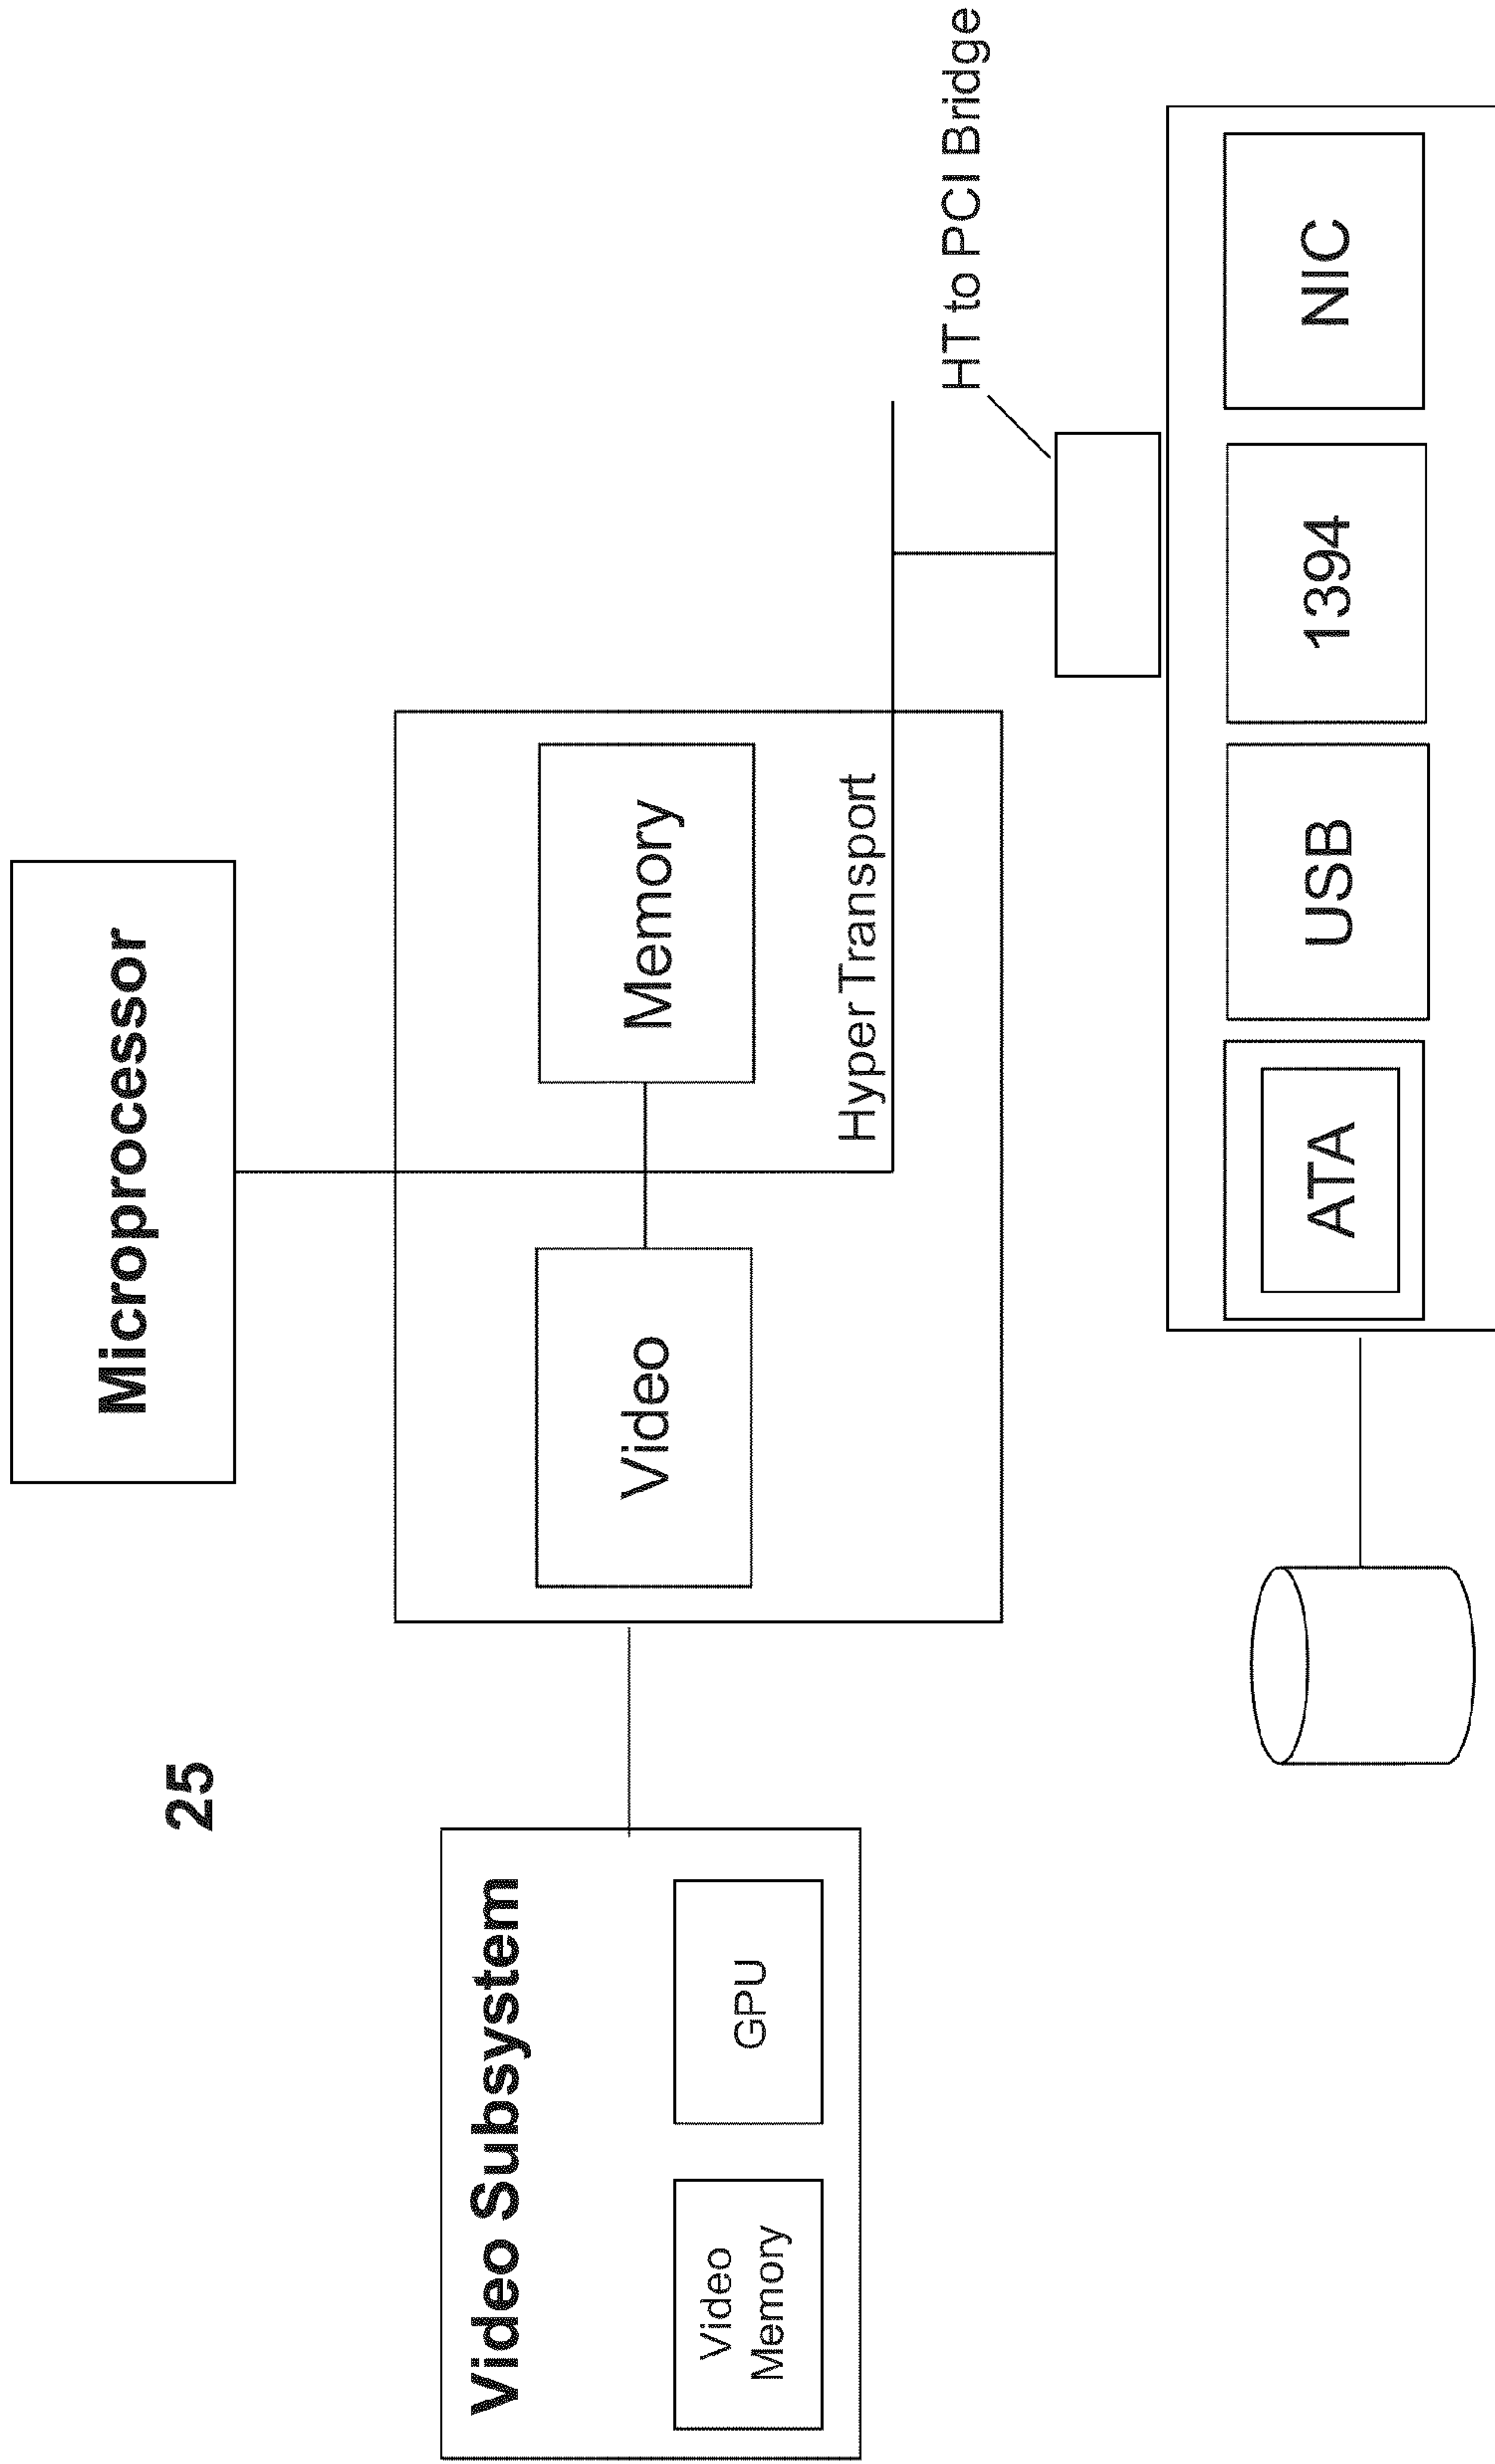 25
Microprocessor
Video Subsystem
Video
Memory
GPU
Video
Memory
Hyper Transport
HT to PCI Bridge
ATA
USB
1394
NIC